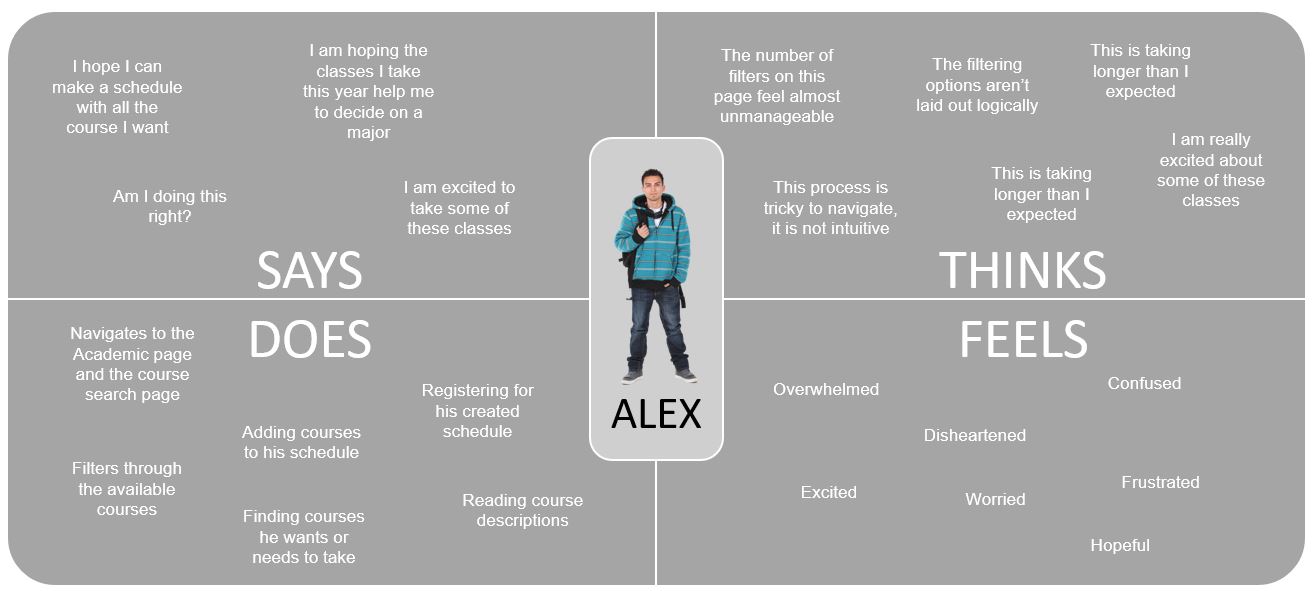 I hope I can
make a schedule
with all the
course I want
I am hoping the
classes I take
this year help me
to decide on a
major
Am I doing this
right?
I am excited to
take some of
these classes
SAYS
The number of
filters on this
page feel almost
unmanageable
The filtering
options aren’t
laid out logically
This is taking
longer than I
expected
This process is
tricky to navigate,
it is not intuitive
This is taking
longer than I
expected
I am really
excited about
some of these
classes
THINKS
ALEX
DOES
Navigates to the
Academic page
and the course
search page
Registering for
his created
schedule
Adding courses
to his schedule
Filters through
the available
courses
Finding courses
he wants or
needs to take
Reading course
descriptions
FEELS
Overwhelmed
Confused
Disheartened
Excited
Worried
Frustrated
Hopeful